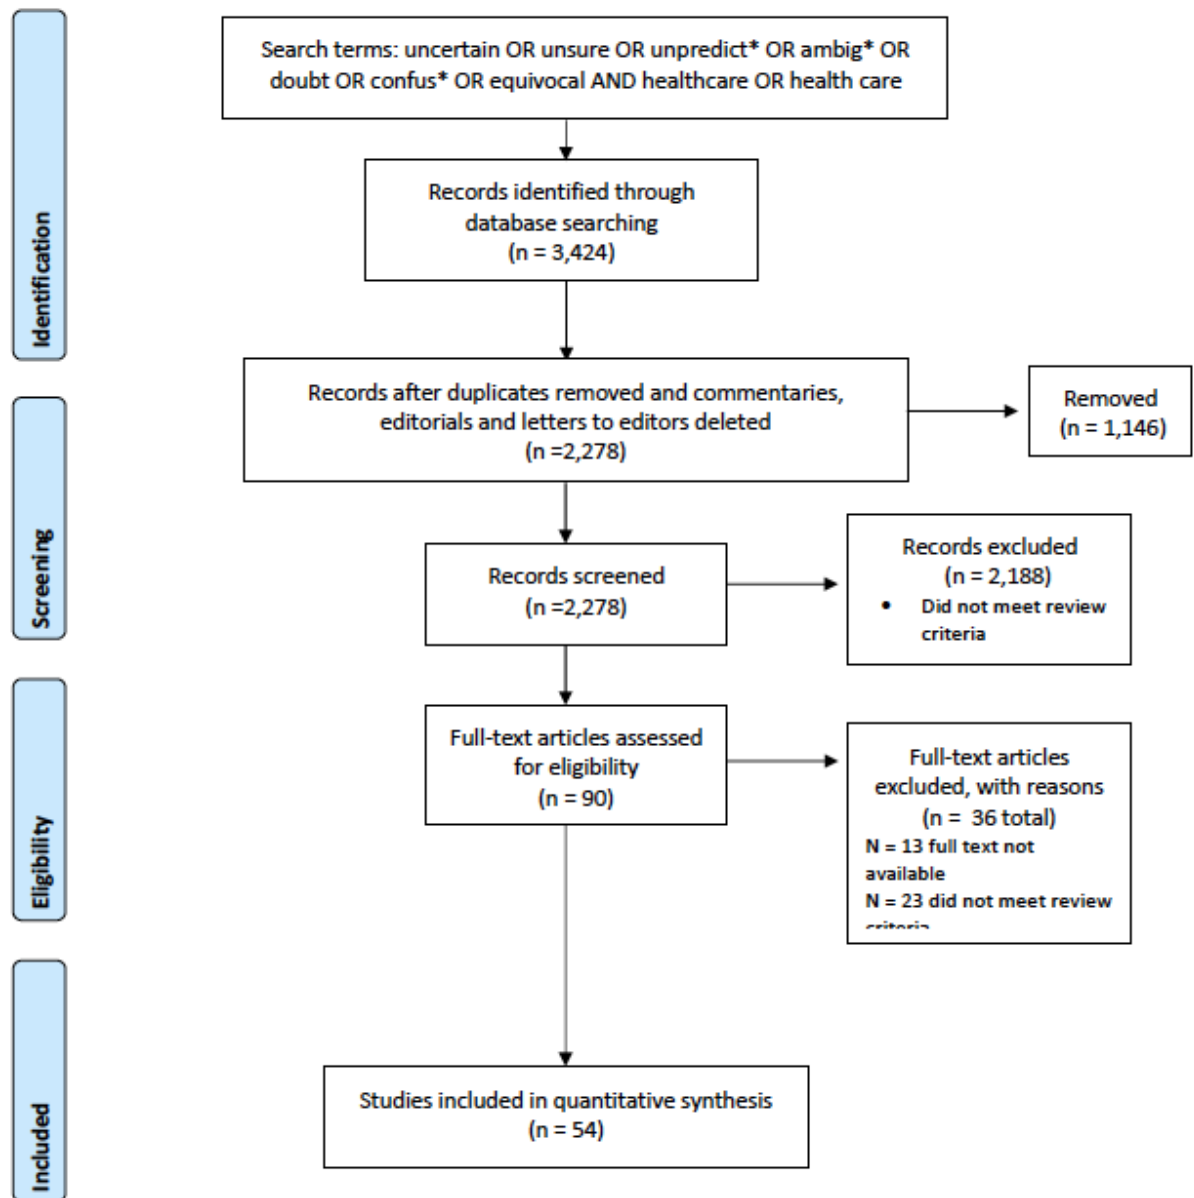 Search terms: uncertain OR unsure OR unpredict* OR ambig* OR
doubt OR confus* OR equivocal AND healthcare OR health care
Identification
Records identified through
database searching
(n = 3,424)
Records after duplicates removed and commentaries,
editorials and letters to editors deleted
(n =2,278)
Removed
(n = 1,146)
Screening
Records screened
(n =2,278)
Records excluded
(n = 2,188)
• Did not meet review
criteria
Eligibility
Full-text articles assessed
for eligibility
(n = 90)
Full-text articles
excluded, with reasons
(n = 36 total)
N = 13 full text not
available
N = 23 did not meet review
criteria
Included
Studies included in quantitative synthesis
(n = 54)